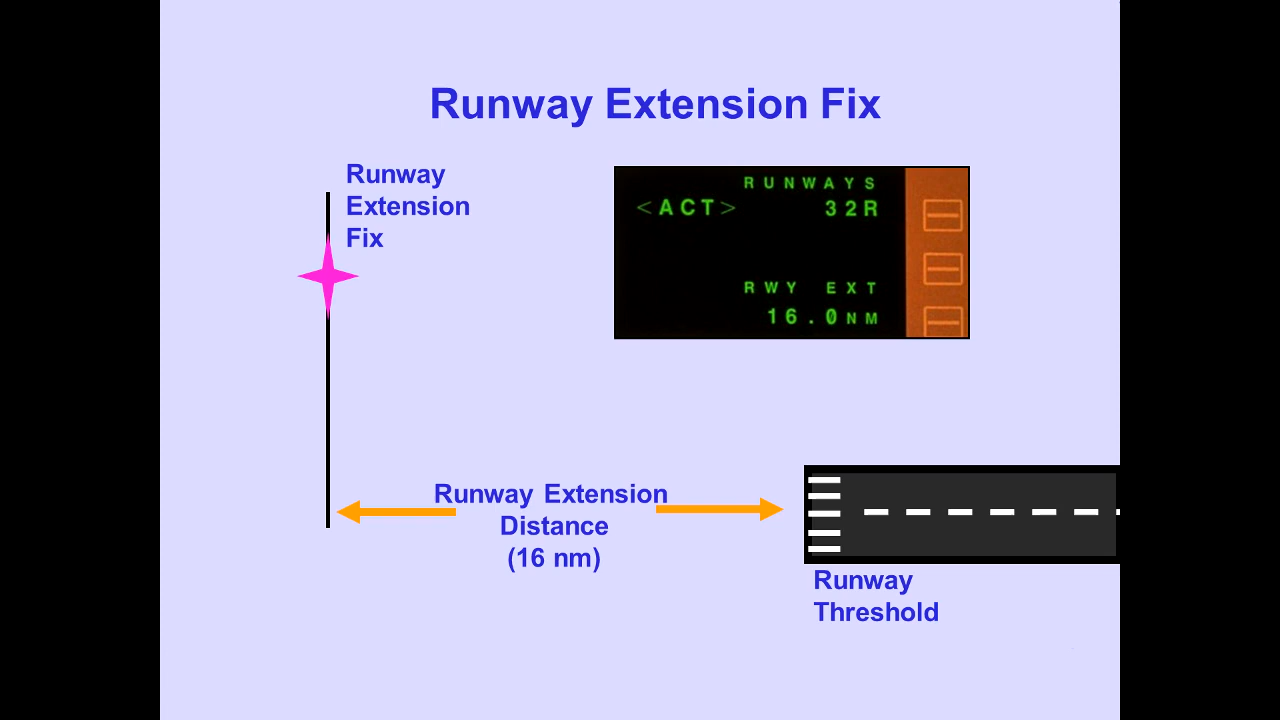 Runway Extension Fix
Runway
Extension
Fix
RUNWAYS
<ACT> 32R
RWY EXT
16.0NM
Runway Extension
Distance
(16 nm)
Runway
Threshold